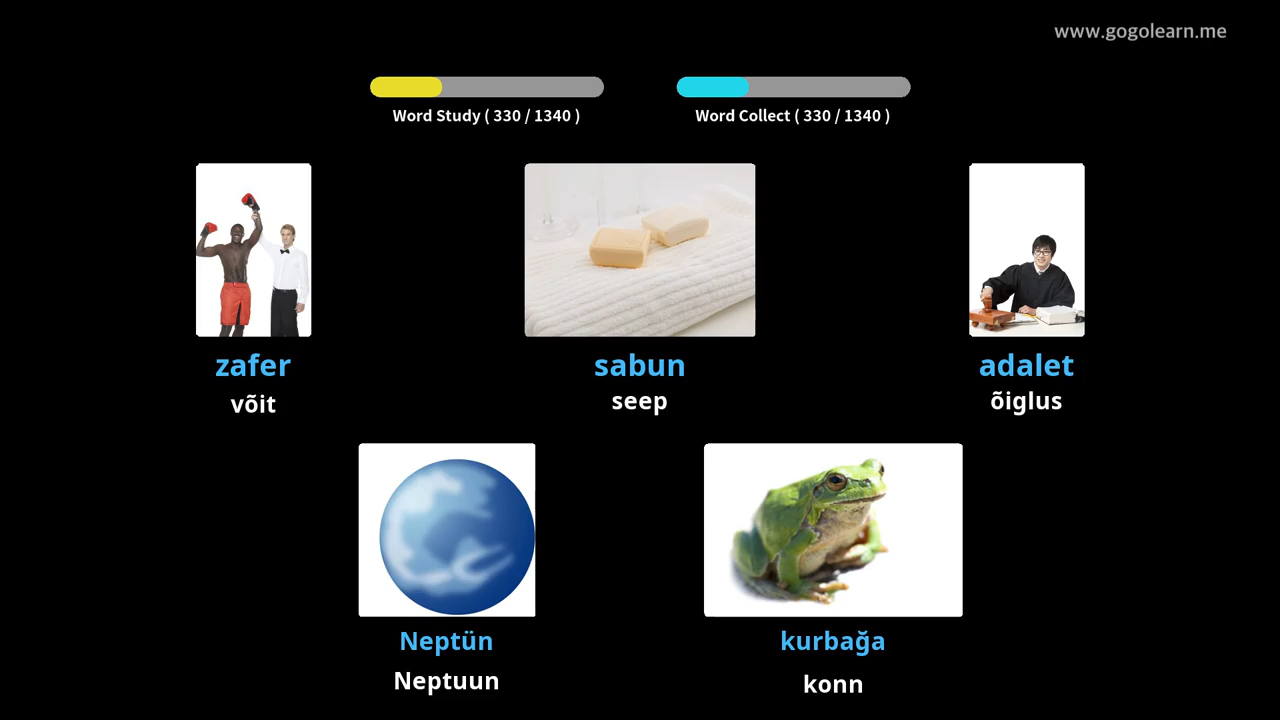 www.gogolearn.me
Word Study ( 330 / 1340 )
Word Collect ( 330 / 1340 )
zafer
võit
sabun
seep
adalet
õiglus
Neptün
Neptuun
kurbağa
konn